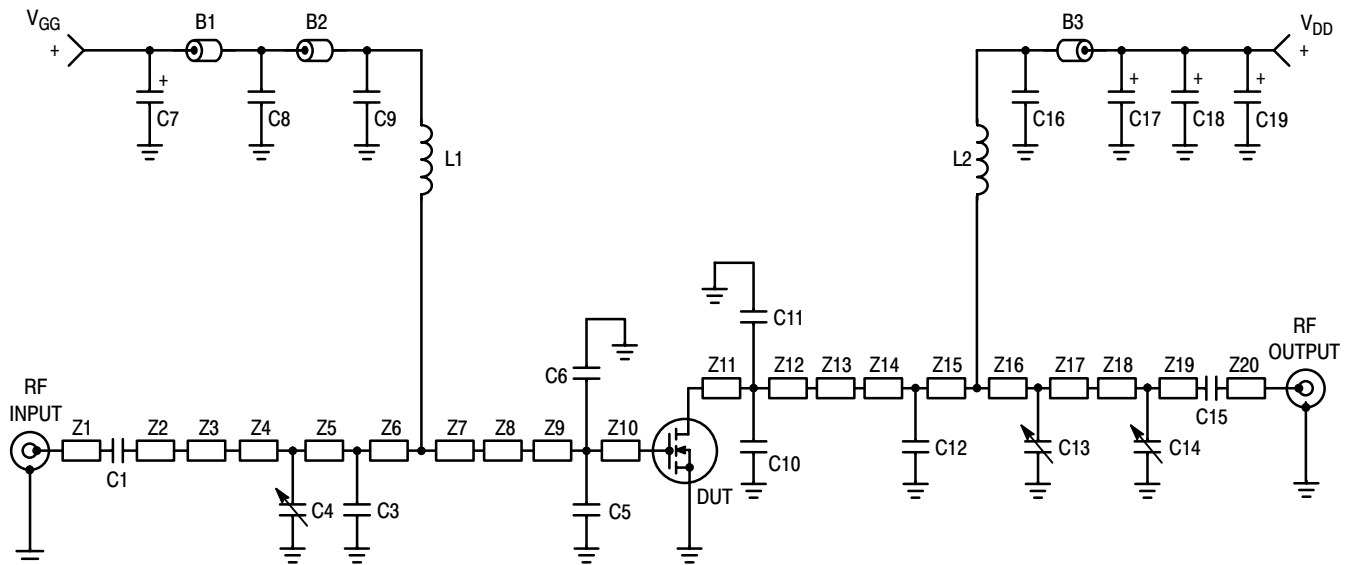 VGG
+
B1
B2
B3
VDD
+
+
C7
C8
C9
L1
L2
C16
+
C17
+
C18
+
C19
C11
C6
RF
INPUT
Z1
C1
Z2
Z3
Z4
Z5
Z6
Z7
Z8
Z9
Z10
C4
C3
C5
DUT
Z11
Z12
Z13
Z14
Z15
Z16
Z17
Z18
Z19
Z20
RF
OUTPUT
C15
C10
C12
C13
C14